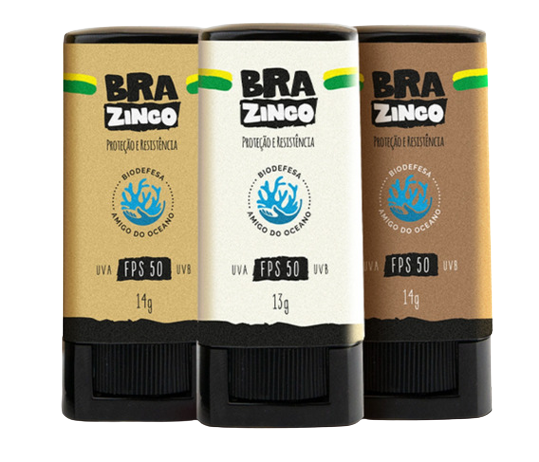 BRA
ZINCO
PROTEÇÃO E RESISTÊNCIA
BIODEFESA
AMIGO DO OCEANO
UVA FPS 50 UVB
14g
BRA
ZINCO
PROTEÇÃO E RESISTÊNCIA
BIODEFESA
AMIGO DO OCEANO
UVA FPS 50 UVB
13g
BRA
ZINCO
PROTEÇÃO E RESISTÊNCIA
BIODEFESA
AMIGO DO OCEANO
UVA FPS 50 UVB
14g